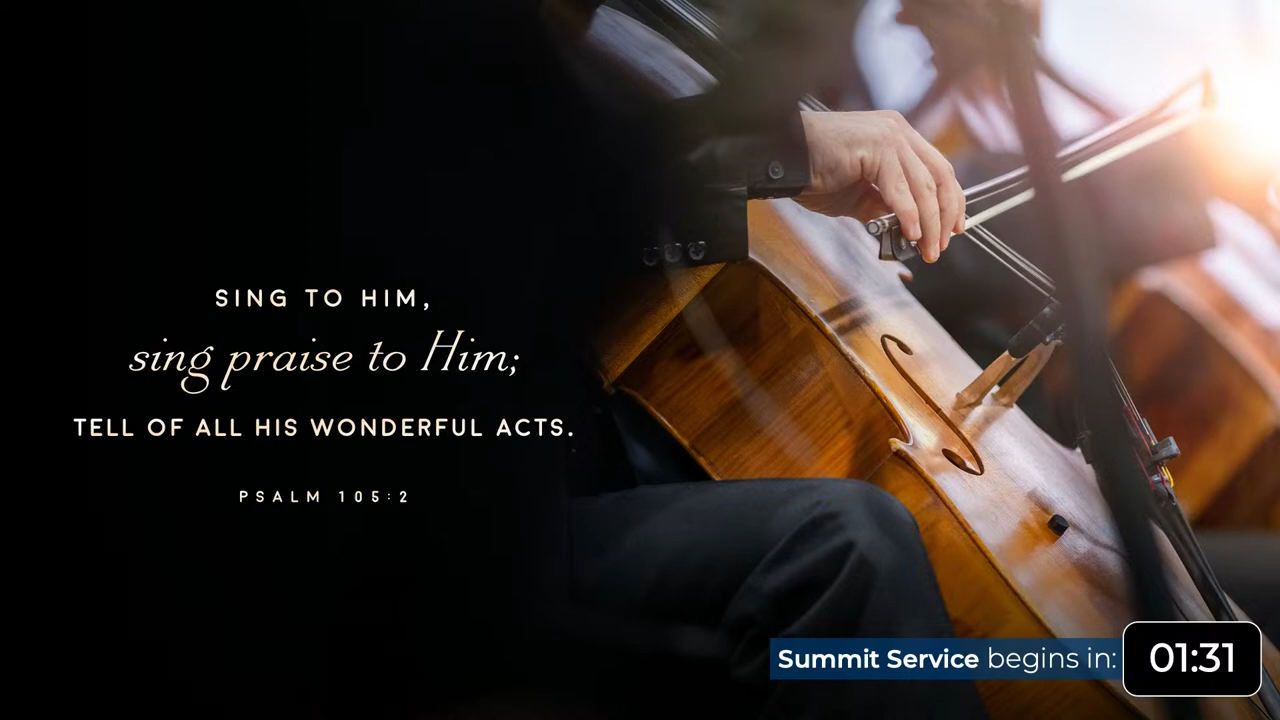 SING TO HIM,
sing praise to Him;
TELL OF ALL HIS WONDERFUL ACTS.
PSALM 105:2
Summit Service begins in: 01:31